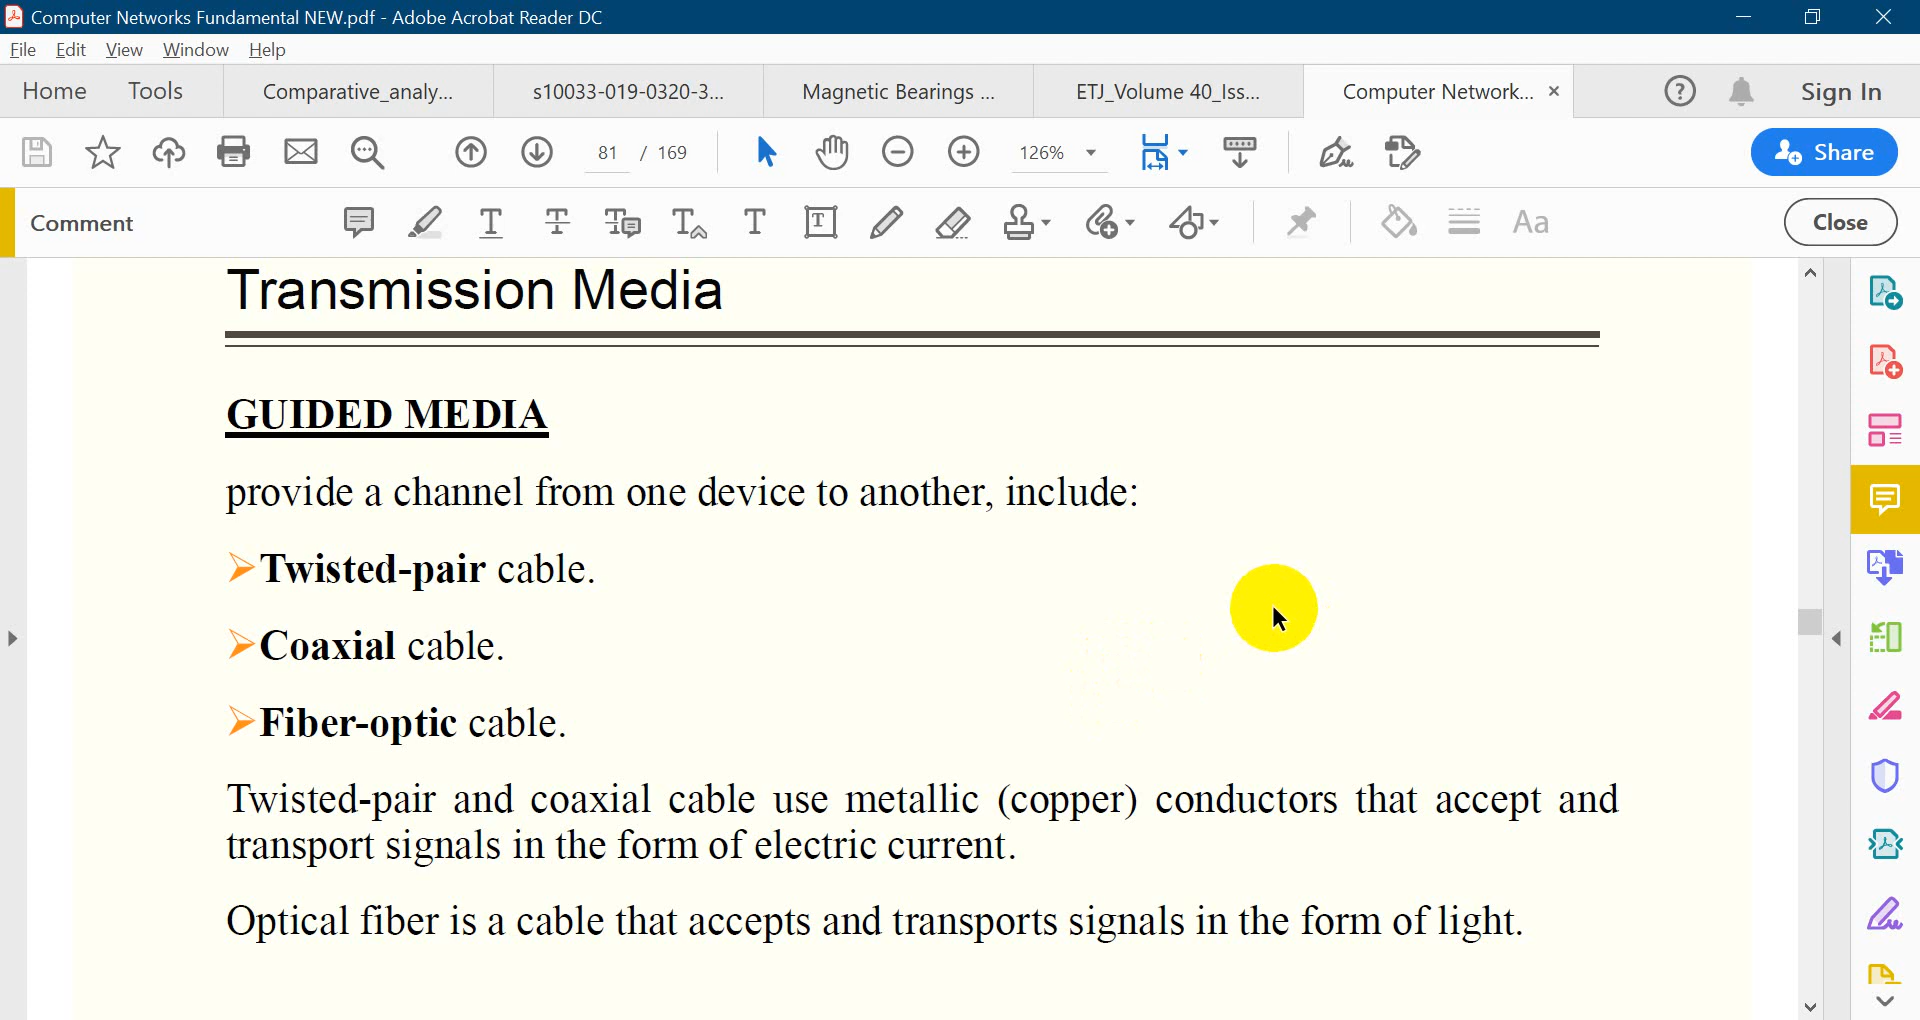 Computer Networks Fundamental NEW.pdf - Adobe Acrobat Reader DC
File Edit View Window Help
Home Tools Comparative_analy... s10033-019-0320-3... Magnetic Bearings ... ETJ_Volume 40_Iss... Computer Network... × Sign In
81 / 169 126% Share
Comment Aa Close
Transmission Media
GUIDED MEDIA
provide a channel from one device to another, include:
➢Twisted-pair cable.
➢Coaxial cable.
➢Fiber-optic cable.
Twisted-pair and coaxial cable use metallic (copper) conductors that accept and
transport signals in the form of electric current.
Optical fiber is a cable that accepts and transports signals in the form of light.